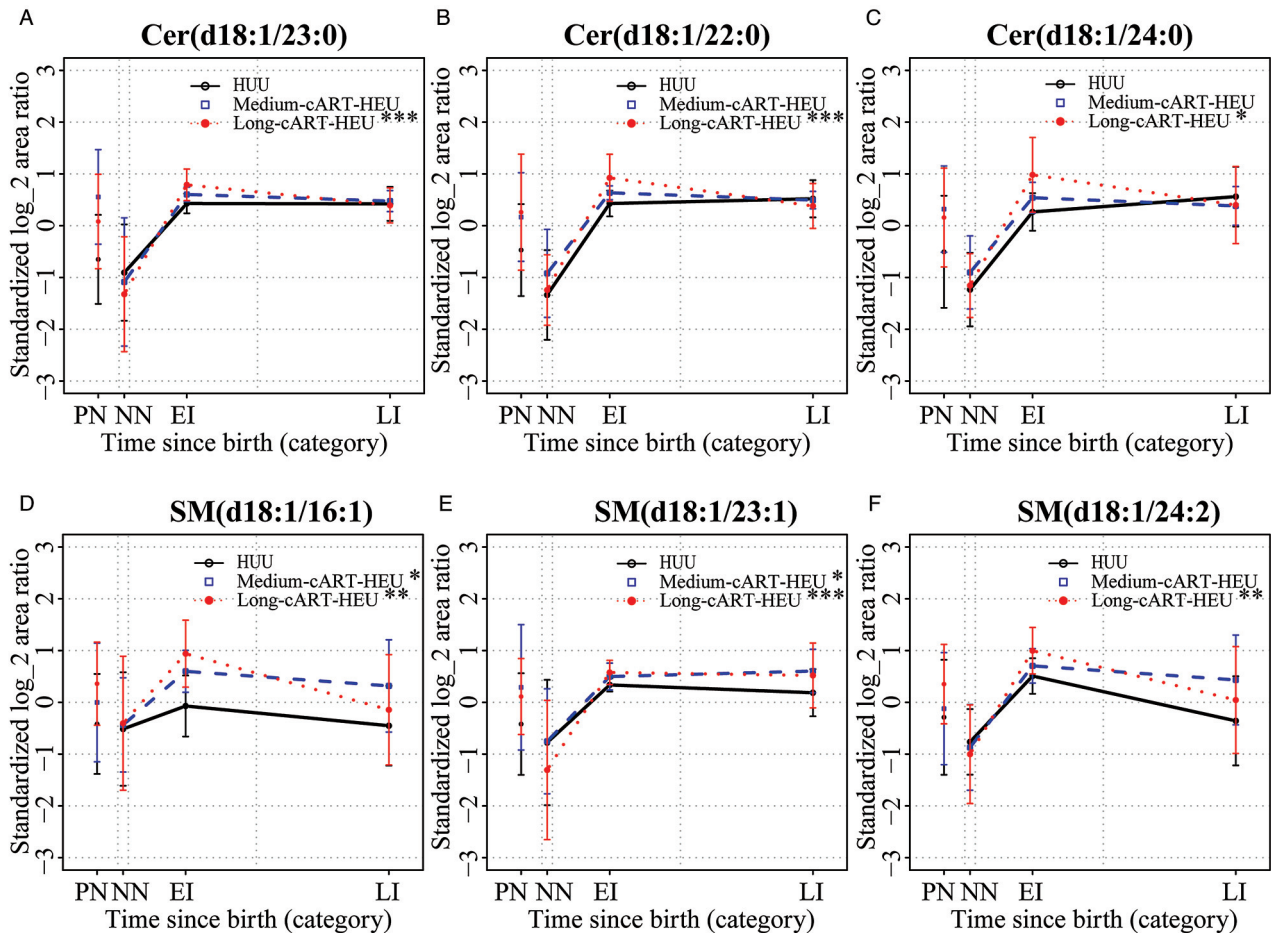 A
Cer(d18:1/23:0)
Standardized log_2 area ratio
3
2
1
0
−1
−2
−3
HUU
Medium-cART-HEU
Long-cART-HEU ***
PN NN EI LI
Time since birth (category)
B
Cer(d18:1/22:0)
Standardized log_2 area ratio
3
2
1
0
−1
−2
−3
HUU
Medium-cART-HEU
Long-cART-HEU ***
PN NN EI LI
Time since birth (category)
C
Cer(d18:1/24:0)
Standardized log_2 area ratio
3
2
1
0
−1
−2
−3
HUU
Medium-cART-HEU
Long-cART-HEU *
PN NN EI LI
Time since birth (category)
D
SM(d18:1/16:1)
Standardized log_2 area ratio
3
2
1
0
−1
−2
−3
HUU
Medium-cART-HEU *
Long-cART-HEU **
PN NN EI LI
Time since birth (category)
E
SM(d18:1/23:1)
Standardized log_2 area ratio
3
2
1
0
−1
−2
−3
HUU
Medium-cART-HEU *
Long-cART-HEU ***
PN NN EI LI
Time since birth (category)
F
SM(d18:1/24:2)
Standardized log_2 area ratio
3
2
1
0
−1
−2
−3
HUU
Medium-cART-HEU
Long-cART-HEU **
PN NN EI LI
Time since birth (category)